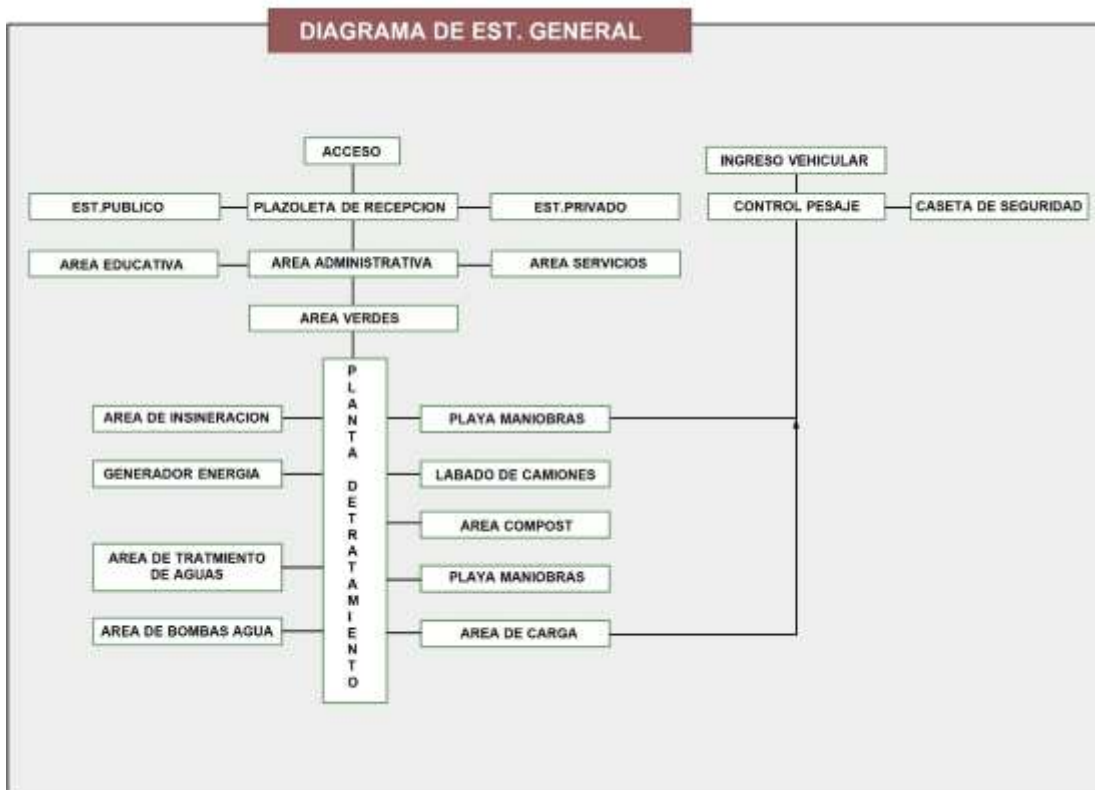 DIAGRAMA DE EST. GENERAL
ACCESO
INGRESO VEHICULAR
EST.PUBLICO
PLAZOLETA DE RECEPCION
EST.PRIVADO
CONTROL PESAJE
CASETA DE SEGURIDAD
AREA EDUCATIVA
AREA ADMINISTRATIVA
AREA SERVICIOS
AREA VERDES
PLANTA DETRATAMIENTO
AREA DE INSINERACION
PLAYA MANIOBRAS
GENERADOR ENERGIA
LABADO DE CAMIONES
AREA COMPOST
AREA DE TRATMIENTO
DE AGUAS
PLAYA MANIOBRAS
AREA DE BOMBAS AGUA
AREA DE CARGA